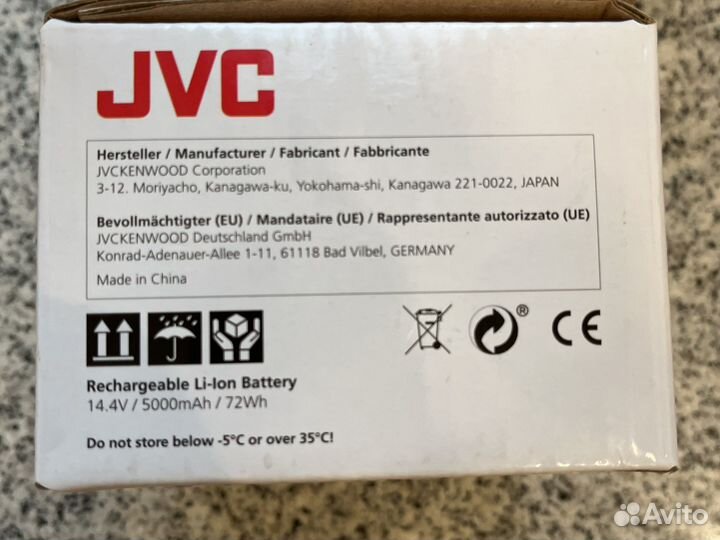 JVC
Hersteller / Manufacturer / Fabricant / Fabbricante
JVCKENWOOD Corporation
3-12. Moriyacho, Kanagawa-ku, Yokohama-shi, Kanagawa 221-0022, JAPAN
Bevollmächtigter (EU) / Mandataire (UE) / Rappresentante autorizzato (UE)
JVCKENWOOD Deutschland GmbH
Konrad-Adenauer-Allee 1-11, 61118 Bad Vilbel, GERMANY
Made in China
® CE
Rechargeable Li-Ion Battery
14.4V / 5000mAh / 72Wh
Do not store below -5°C or over 35°C!
Avito